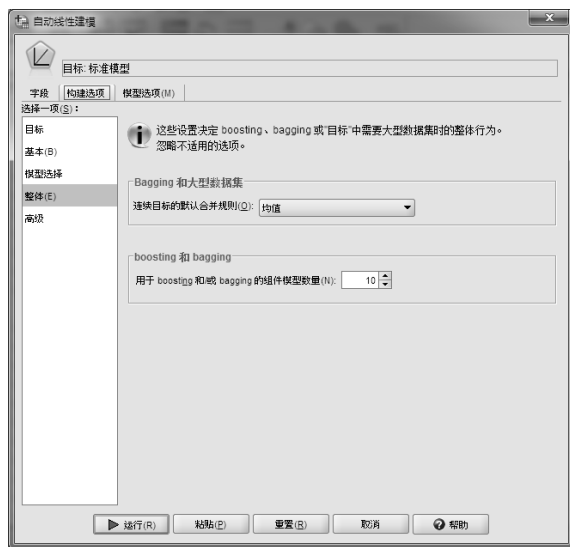 自动线性建模
目标: 标准模型
字段 构建选项 模型选项(M)
选择一项(S):
目标
基本(B)
模型选择
整体(E)
高级
这些设置决定 boosting、bagging 或"目标"中需要大型数据集时的整体行为。
忽略不适用的选项。
Bagging 和大型数据集
连续目标的默认合并规则(O): 均值
boosting 和 bagging
用于 boosting 和/或 bagging 的组件模型数量(N): 10
运行(R) 粘贴(P) 重置(R) 取消 帮助